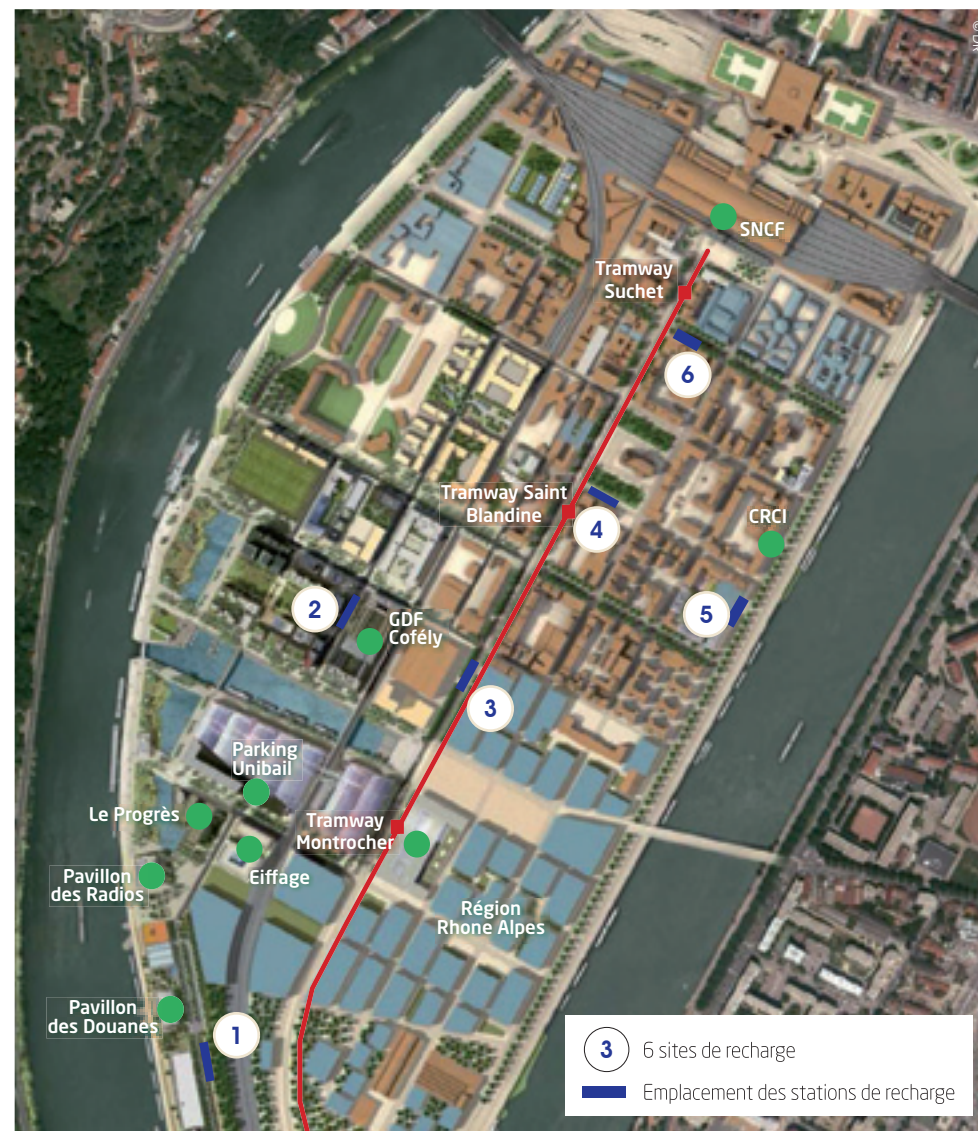 © DR
SNCF
Tramway
Suchet
6
Tramway Saint
Blandine
4
CRCI
2
GDF
Cofély
5
3
Parking
Unibail
Le Progrès
Tramway
Montrocher
Eiffage
Pavillon
des Radios
Région
Rhone Alpes
Pavillon
des Douanes
1
3 6 sites de recharge
Emplacement des stations de recharge